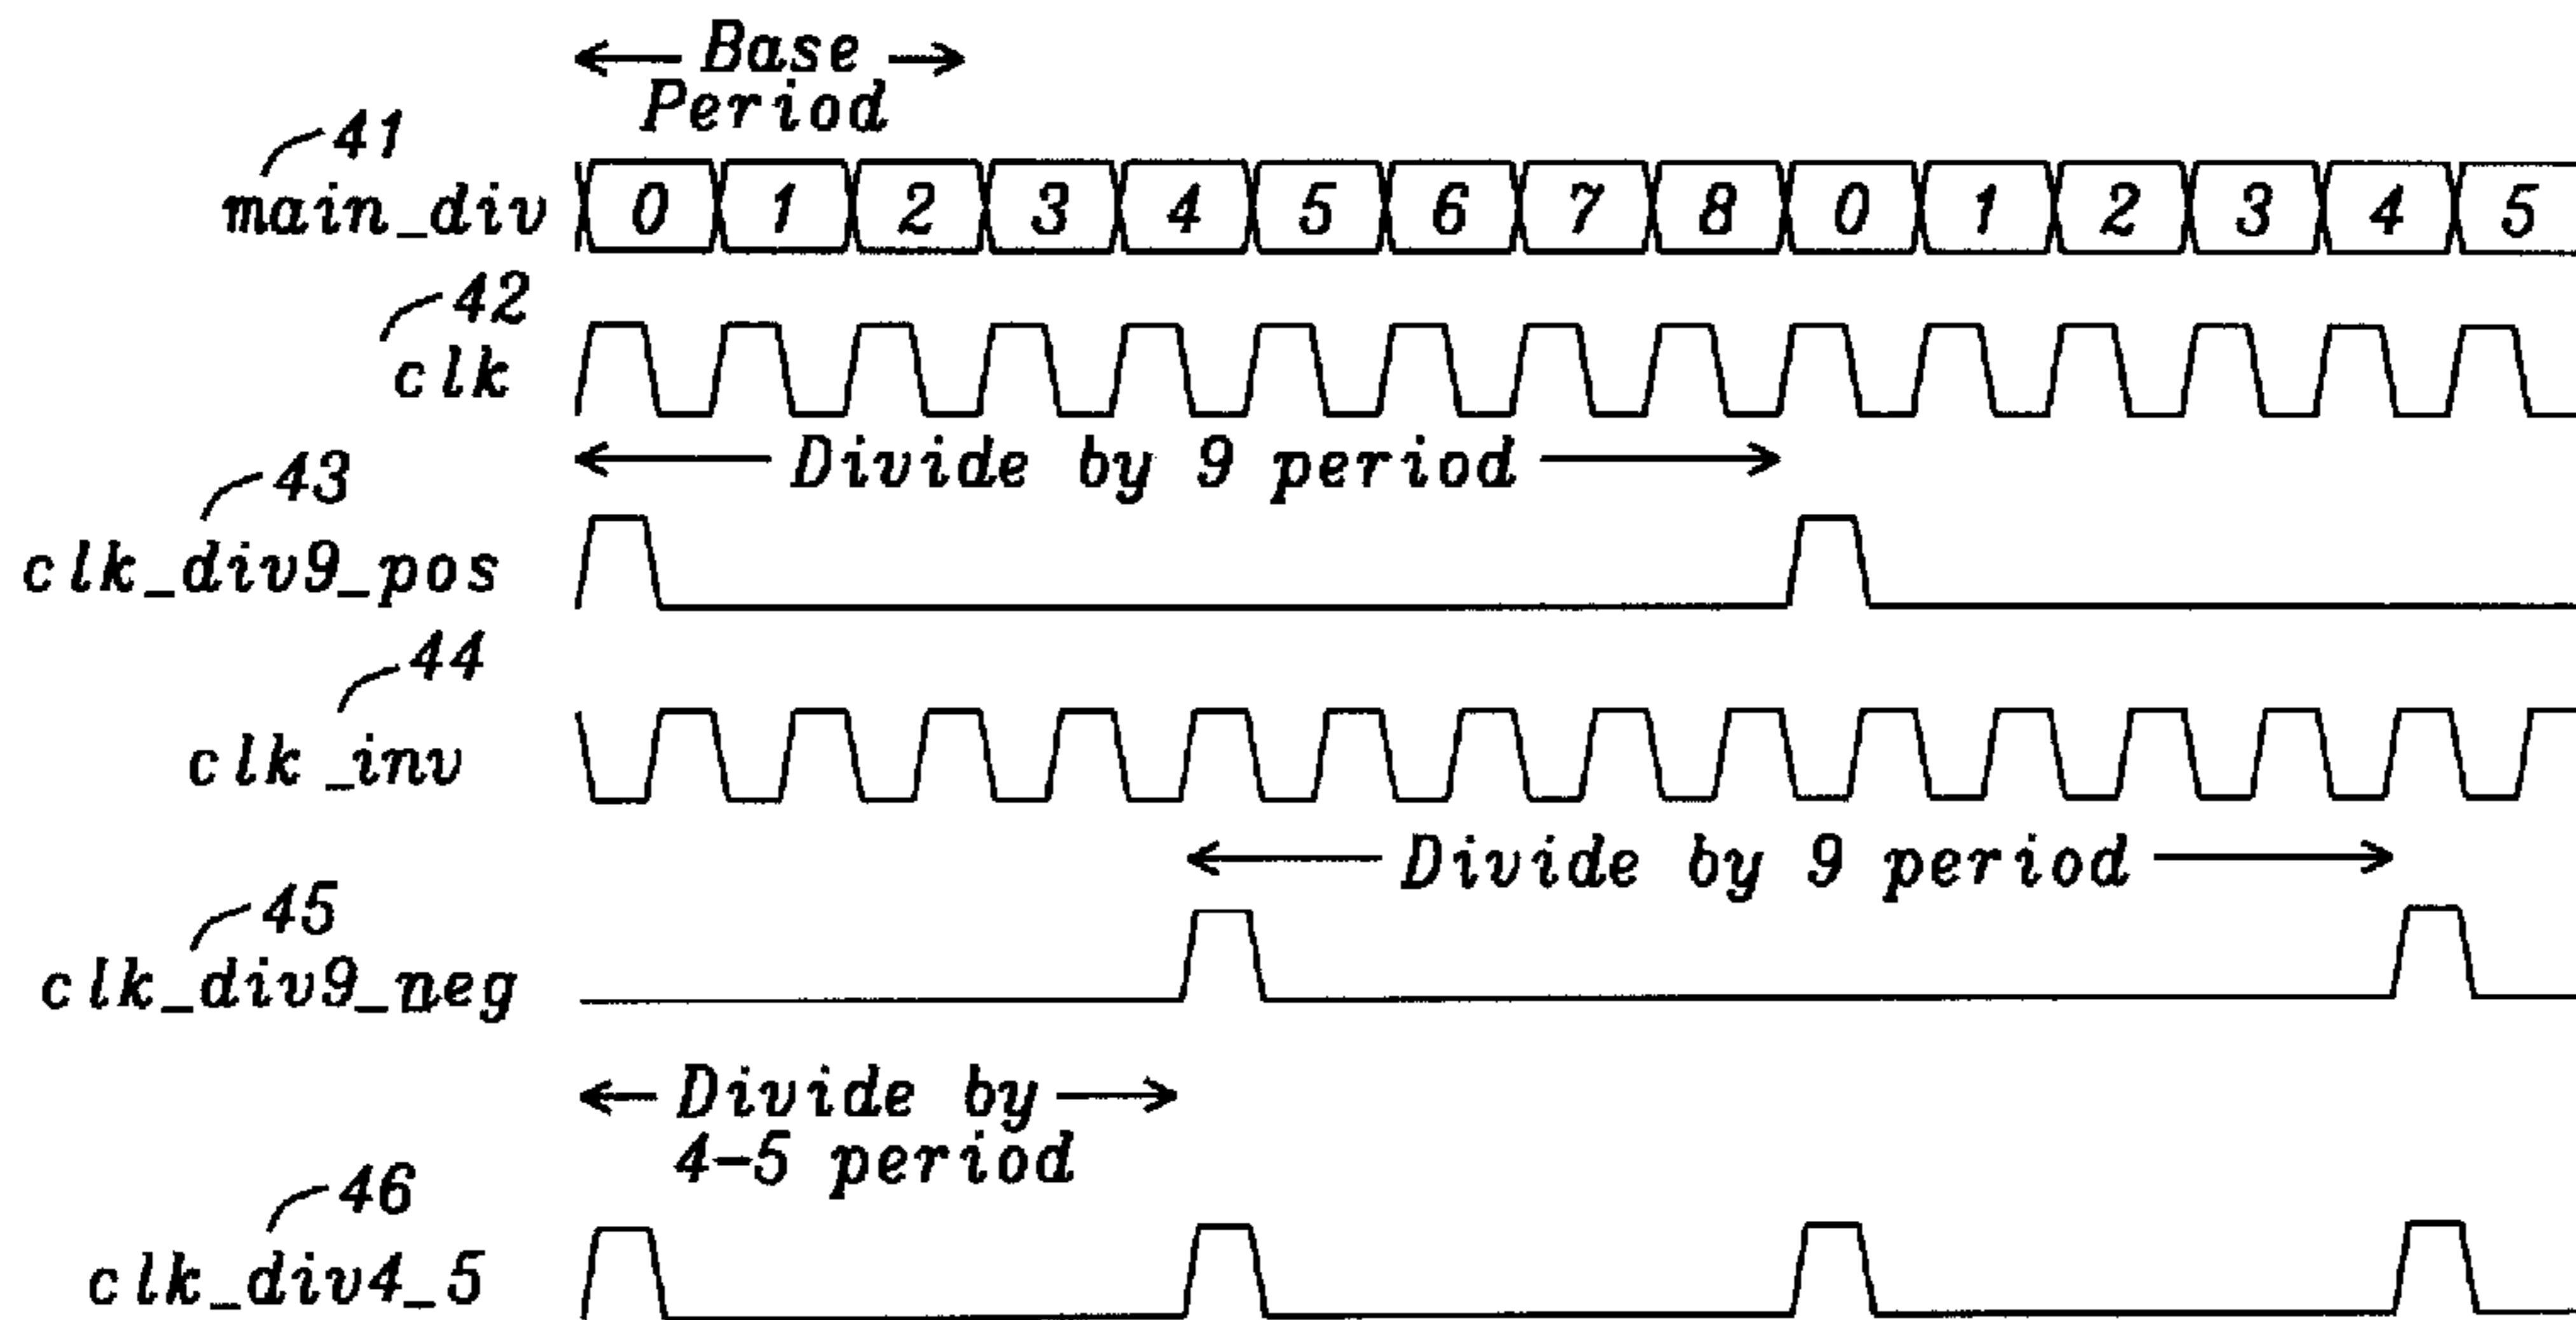 Base
Period
41
main_div 0 1 2 3 4 5 6 7 8 0 1 2 3 4 5
42
clk
Divide by 9 period
43
clk_div9_pos
44
clk_inv
Divide by 9 period
45
clk_div9_neg
Divide by
4-5 period
46
clk_div4_5